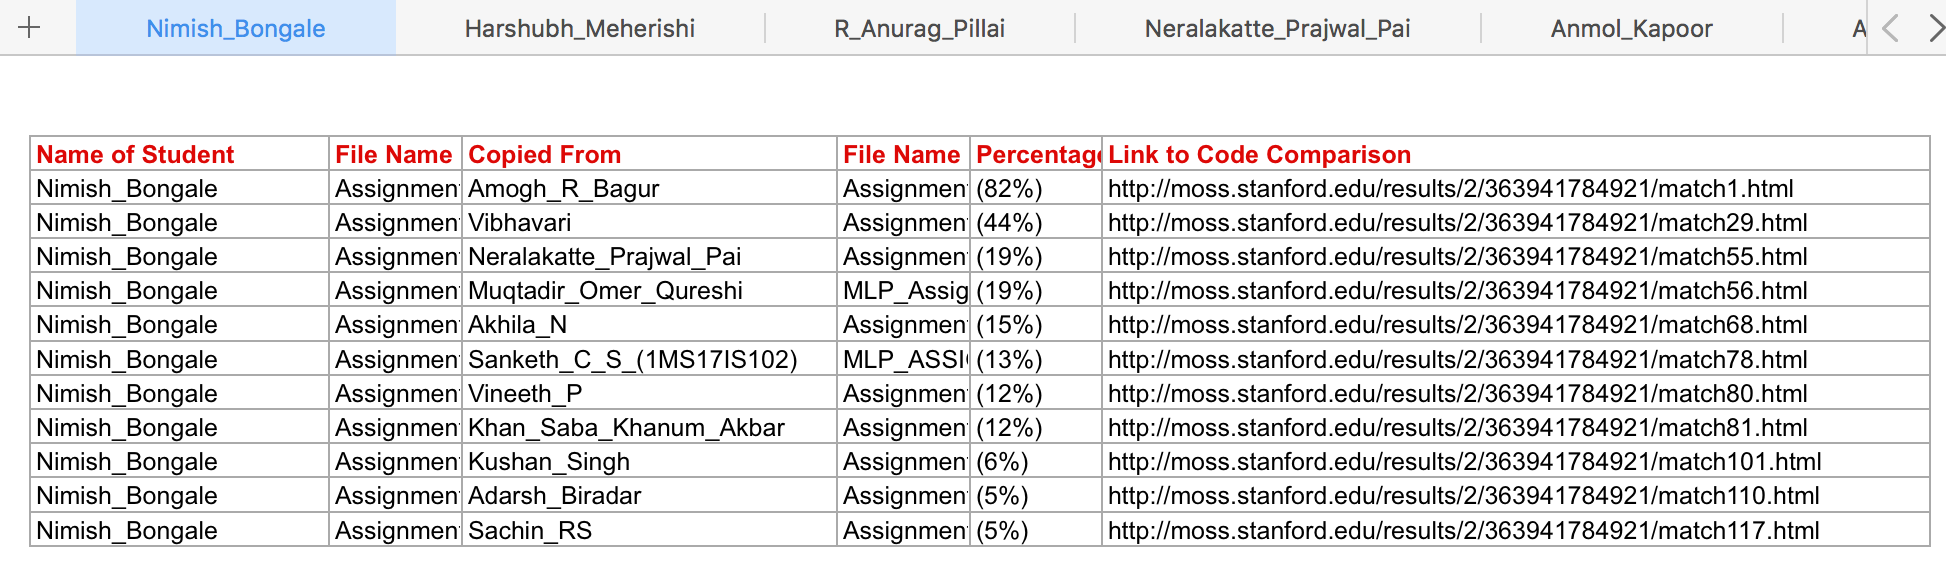 Nimish_Bongale Harshubh_Meherishi R_Anurag_Pillai Neralakatte_Prajwal_Pai Anmol_Kapoor A
Name of Student File Name Copied From File Name Percentage Link to Code Comparison
Nimish_Bongale Assignmen Amogh_R_Bagur Assignmen (82%) http://moss.stanford.edu/results/2/363941784921/match1.html
Nimish_Bongale Assignmen Vibhavari Assignmen (44%) http://moss.stanford.edu/results/2/363941784921/match29.html
Nimish_Bongale Assignmen Neralakatte_Prajwal_Pai Assignmen (19%) http://moss.stanford.edu/results/2/363941784921/match55.html
Nimish_Bongale Assignmen Muqtadir_Omer_Qureshi MLP_Assig (19%) http://moss.stanford.edu/results/2/363941784921/match56.html
Nimish_Bongale Assignmen Akhila_N Assignmen (15%) http://moss.stanford.edu/results/2/363941784921/match68.html
Nimish_Bongale Assignmen Sanketh_C_S_(1MS17IS102) MLP_ASSI (13%) http://moss.stanford.edu/results/2/363941784921/match78.html
Nimish_Bongale Assignmen Vineeth_P Assignmen (12%) http://moss.stanford.edu/results/2/363941784921/match80.html
Nimish_Bongale Assignmen Khan_Saba_Khanum_Akbar Assignmen (12%) http://moss.stanford.edu/results/2/363941784921/match81.html
Nimish_Bongale Assignmen Kushan_Singh Assignmen (6%) http://moss.stanford.edu/results/2/363941784921/match101.html
Nimish_Bongale Assignmen Adarsh_Biradar Assignmen (5%) http://moss.stanford.edu/results/2/363941784921/match110.html
Nimish_Bongale Assignmen Sachin_RS Assignmen (5%) http://moss.stanford.edu/results/2/363941784921/match117.html